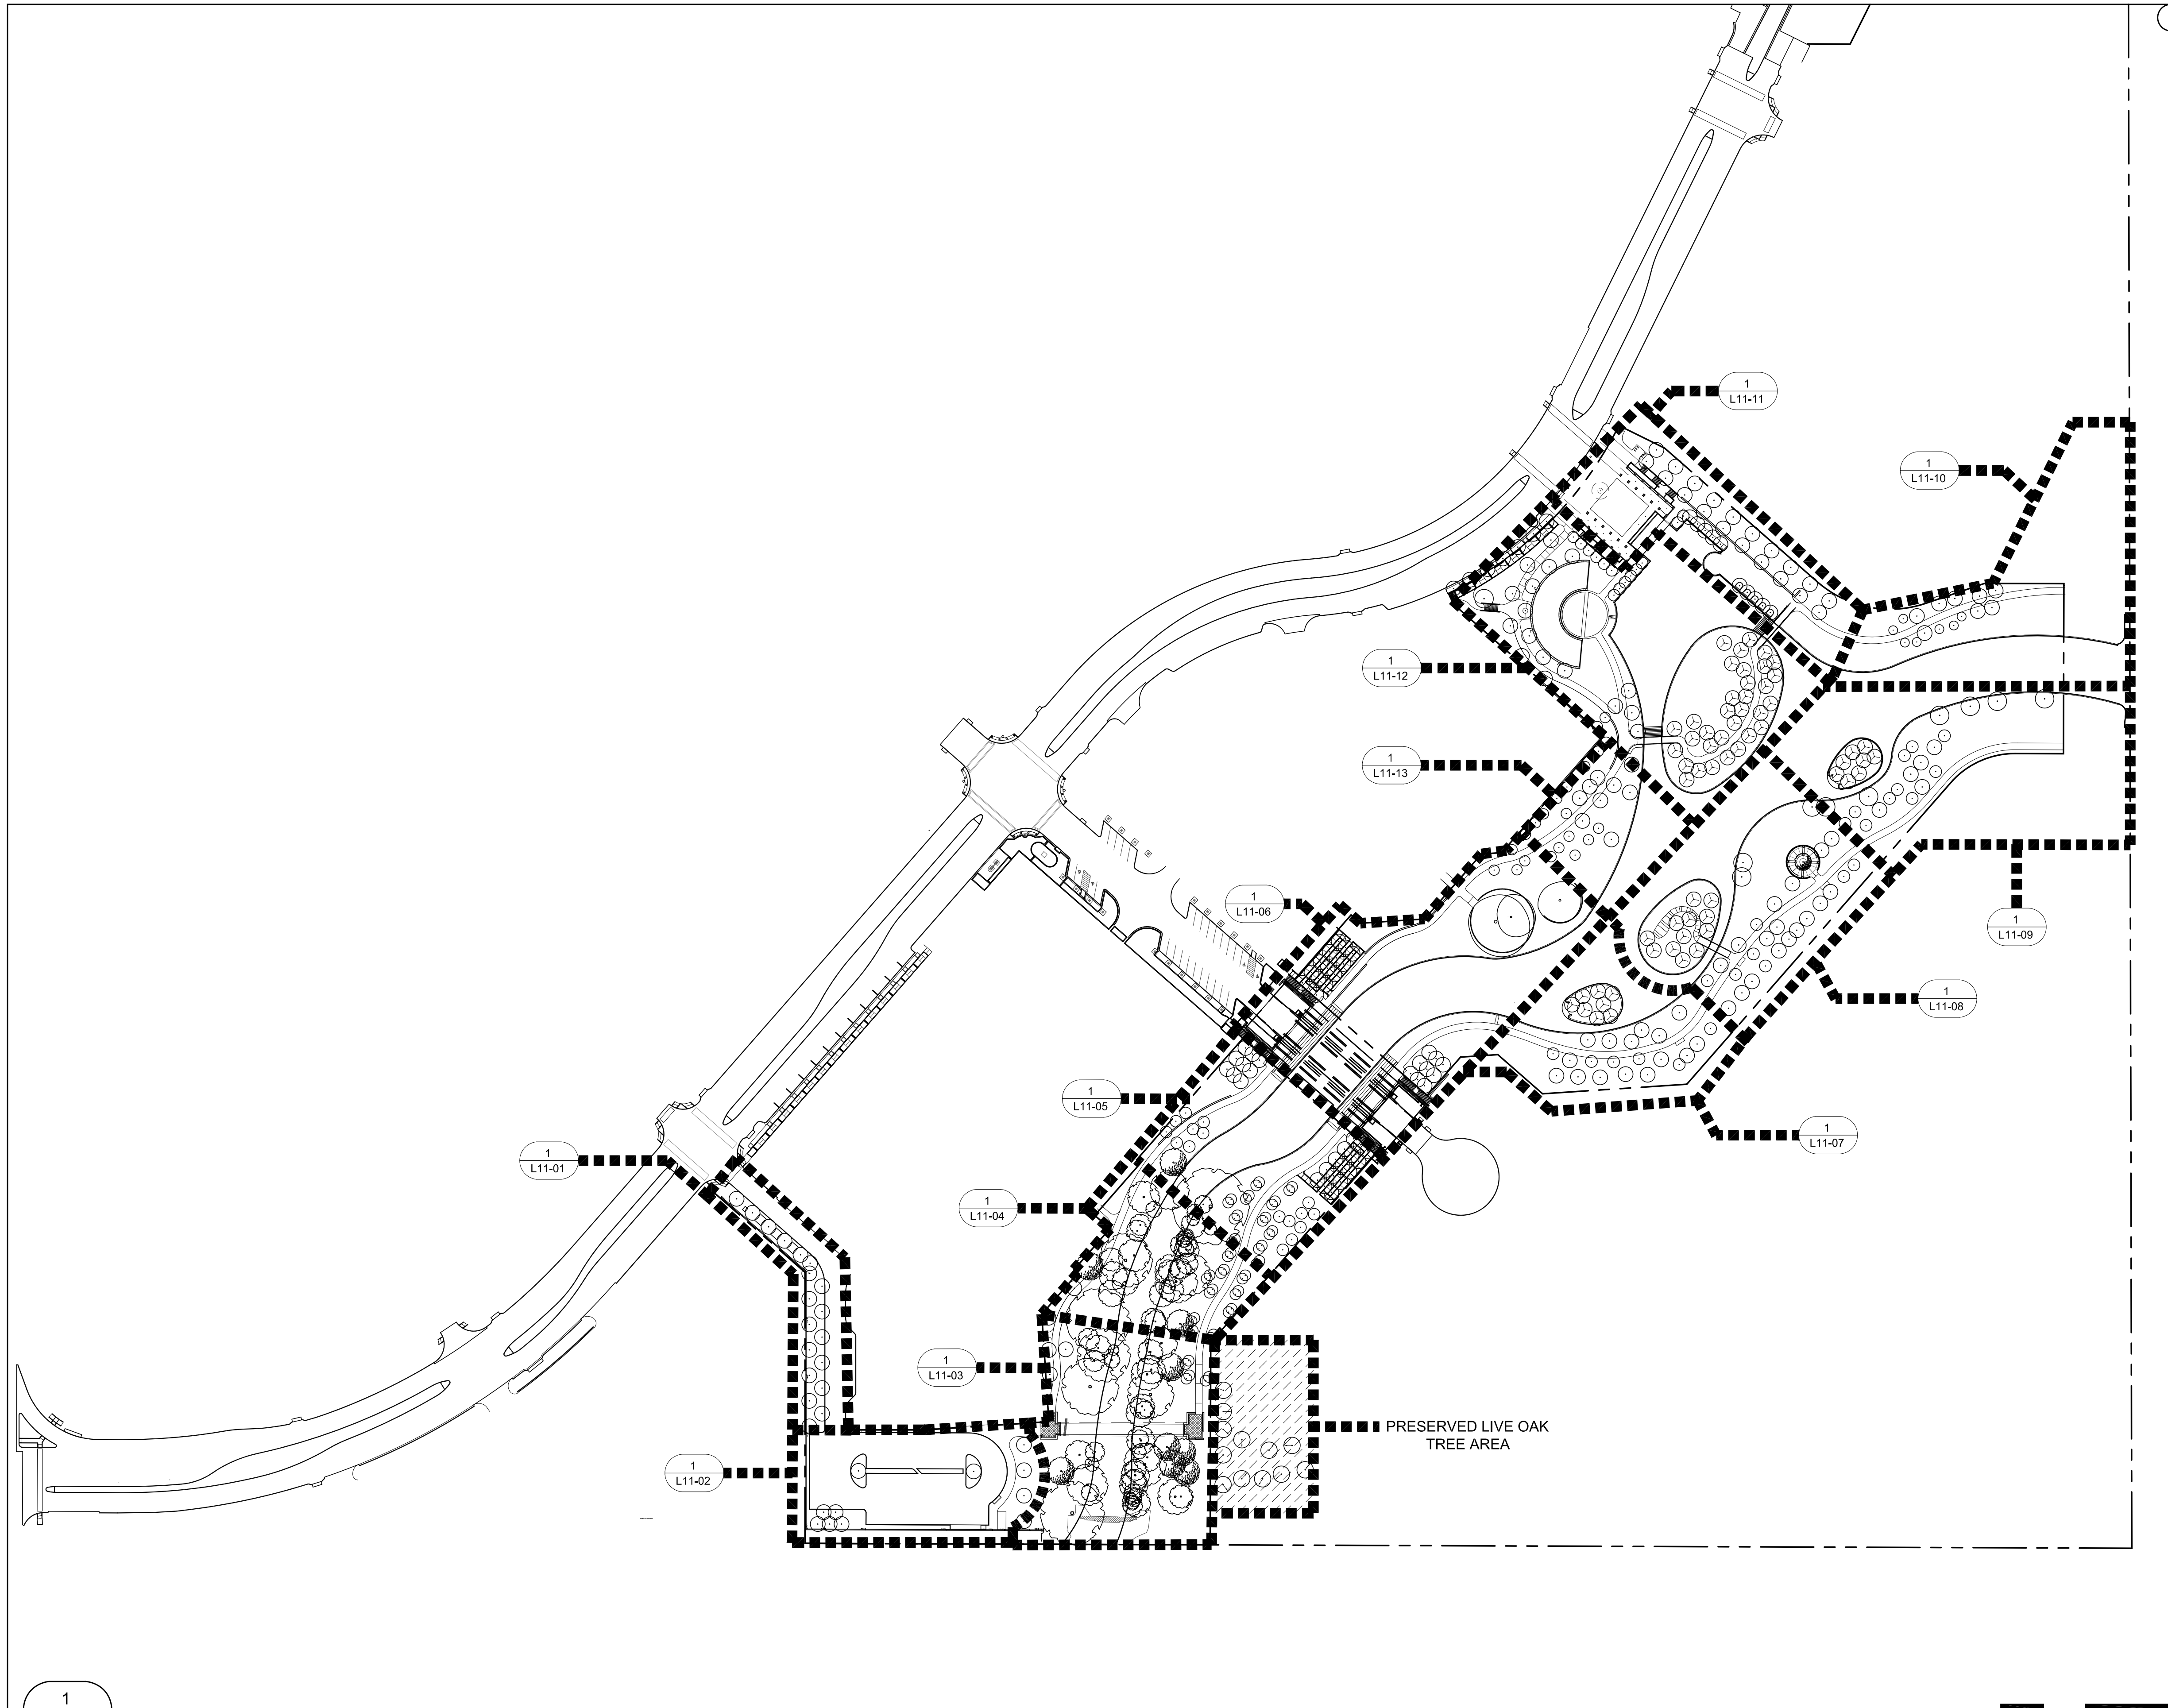 1
L11-11
1
L11-10
1
L11-12
1
L11-13
1
L11-06
1
L11-09
1
L11-08
1
L11-05
1
L11-07
1
L11-01
1
L11-04
1
L11-03
PRESERVED LIVE OAK
TREE AREA
1
L11-02
1